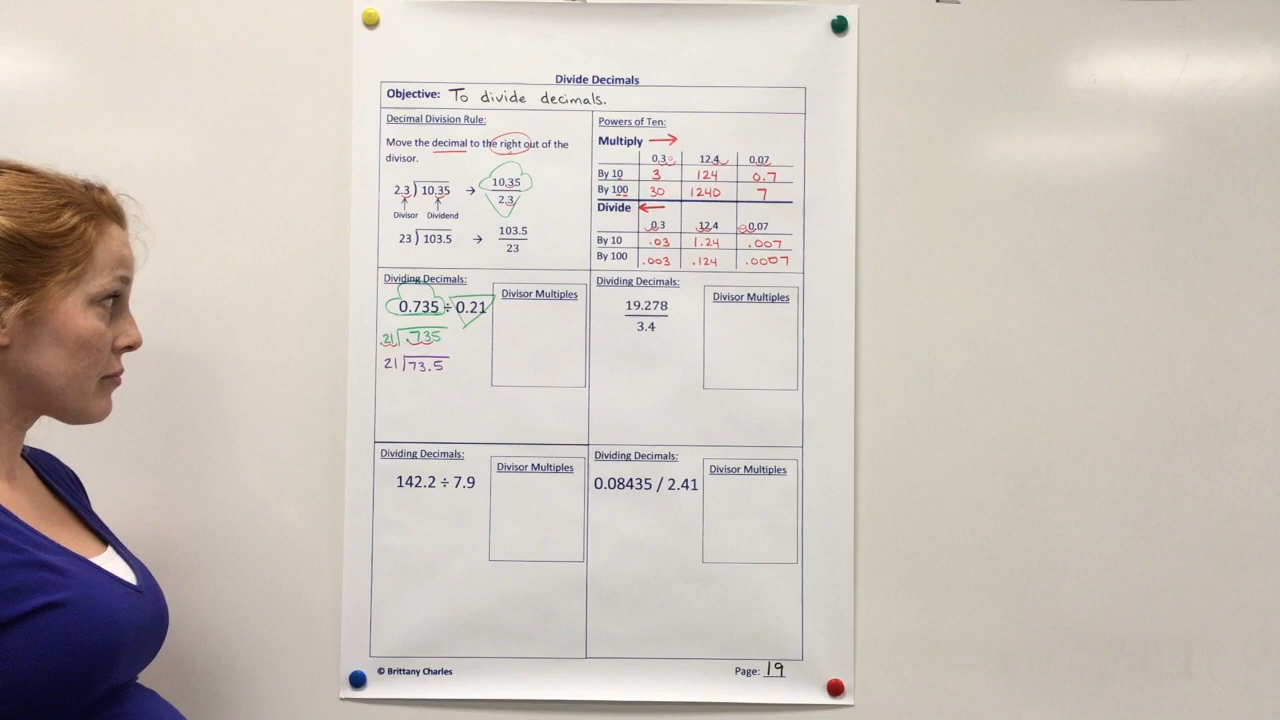 Divide Decimals
Objective: To divide decimals.
Decimal Division Rule:
Move the decimal to the right out of the
divisor.
2.3 ) 10.35 → 10.35 / 2.3
Divisor Dividend
23 ) 103.5 → 103.5 / 23
Powers of Ten:
Multiply →
0.30 12.4 0.07
By 10 3 124 0.7
By 100 30 1240 7
Divide ←
0.3 12.4 0.07
By 10 .03 1.24 .007
By 100 .003 .124 .0007
Dividing Decimals:
0.735 ÷ 0.21
.21 ) .735
21 ) 73.5
Divisor Multiples
Dividing Decimals:
19.278
3.4
Divisor Multiples
Dividing Decimals:
142.2 ÷ 7.9
Divisor Multiples
Dividing Decimals:
0.08435 / 2.41
Divisor Multiples
© Brittany Charles
Page: 19